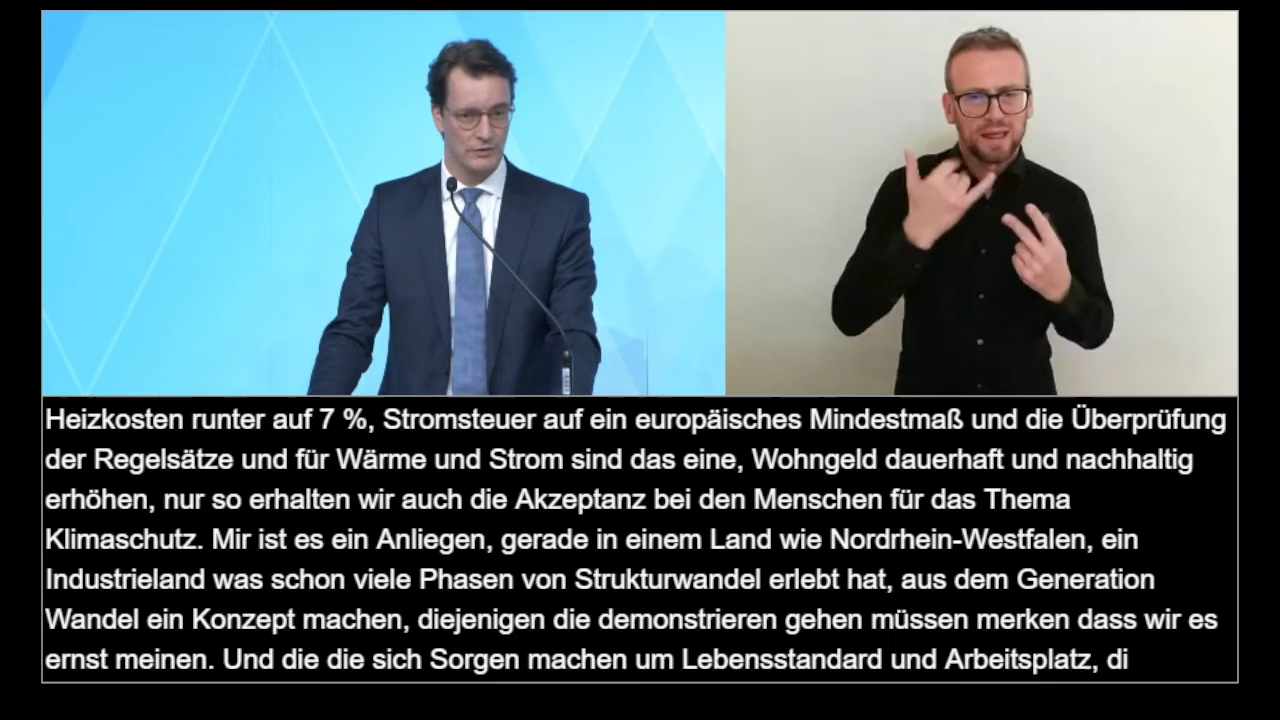 Heizkosten runter auf 7 %, Stromsteuer auf ein europäisches Mindestmaß und die Überprüfung
der Regelsätze und für Wärme und Strom sind das eine, Wohngeld dauerhaft und nachhaltig
erhöhen, nur so erhalten wir auch die Akzeptanz bei den Menschen für das Thema
Klimaschutz. Mir ist es ein Anliegen, gerade in einem Land wie Nordrhein-Westfalen, ein
Industrieland was schon viele Phasen von Strukturwandel erlebt hat, aus dem Generation
Wandel ein Konzept machen, diejenigen die demonstrieren gehen müssen merken dass wir es
ernst meinen. Und die die sich Sorgen machen um Lebensstandard und Arbeitsplatz, di